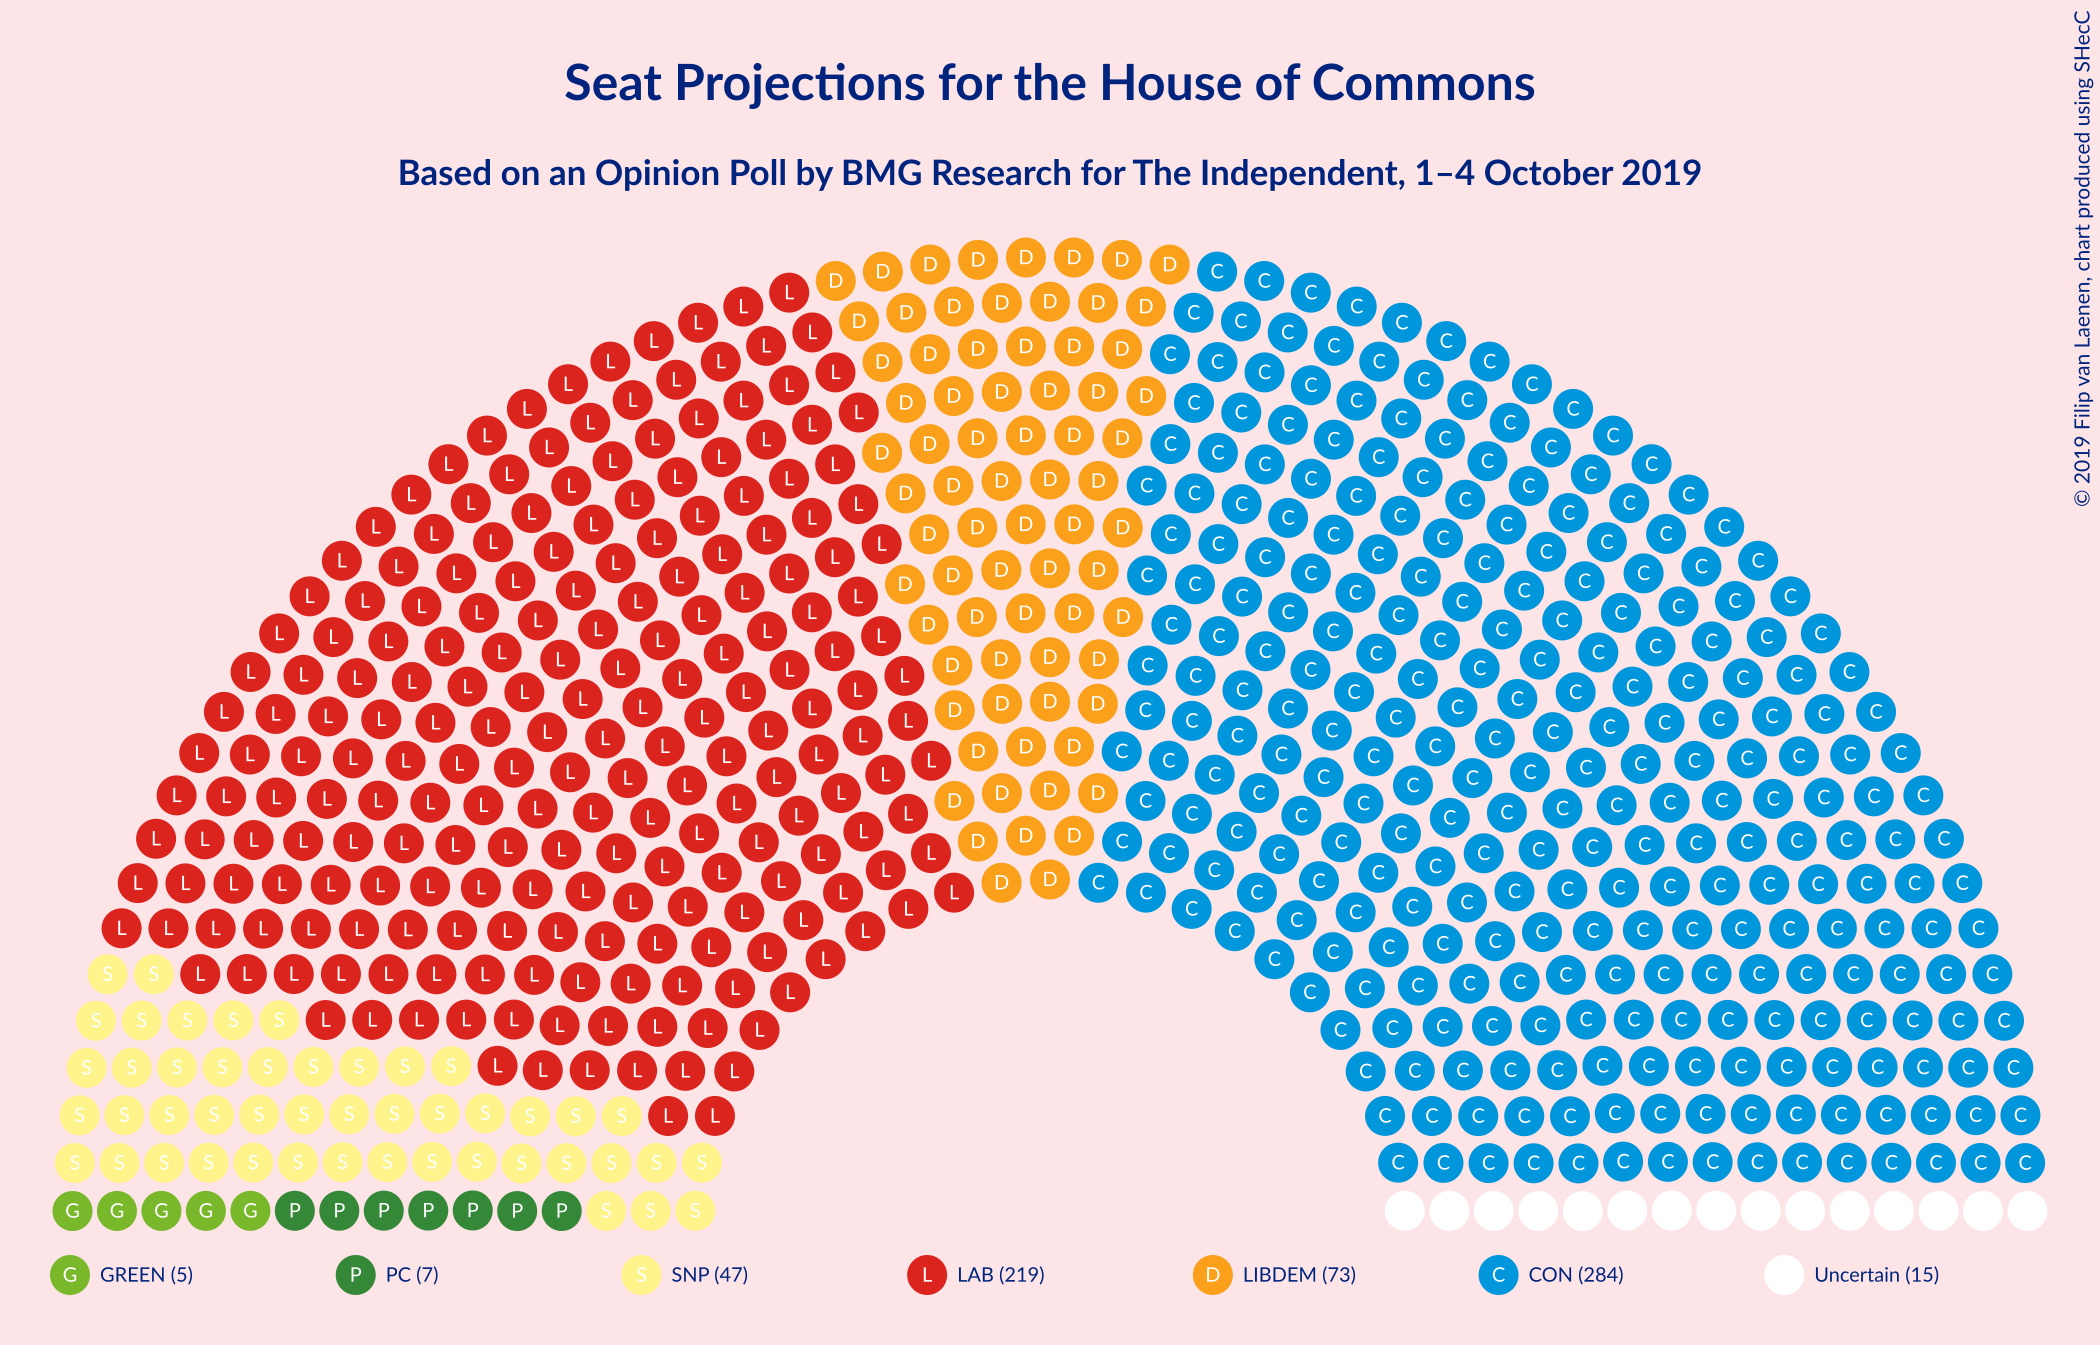 Seat Projections for the House of Commons
Based on an Opinion Poll by BMG Research for The Independent, 1–4 October 2019
© 2019 Filip van Laenen, chart produced using SHecC
G GREEN (5) P PC (7) S SNP (47) L LAB (219) D LIBDEM (73) C CON (284) Uncertain (15)